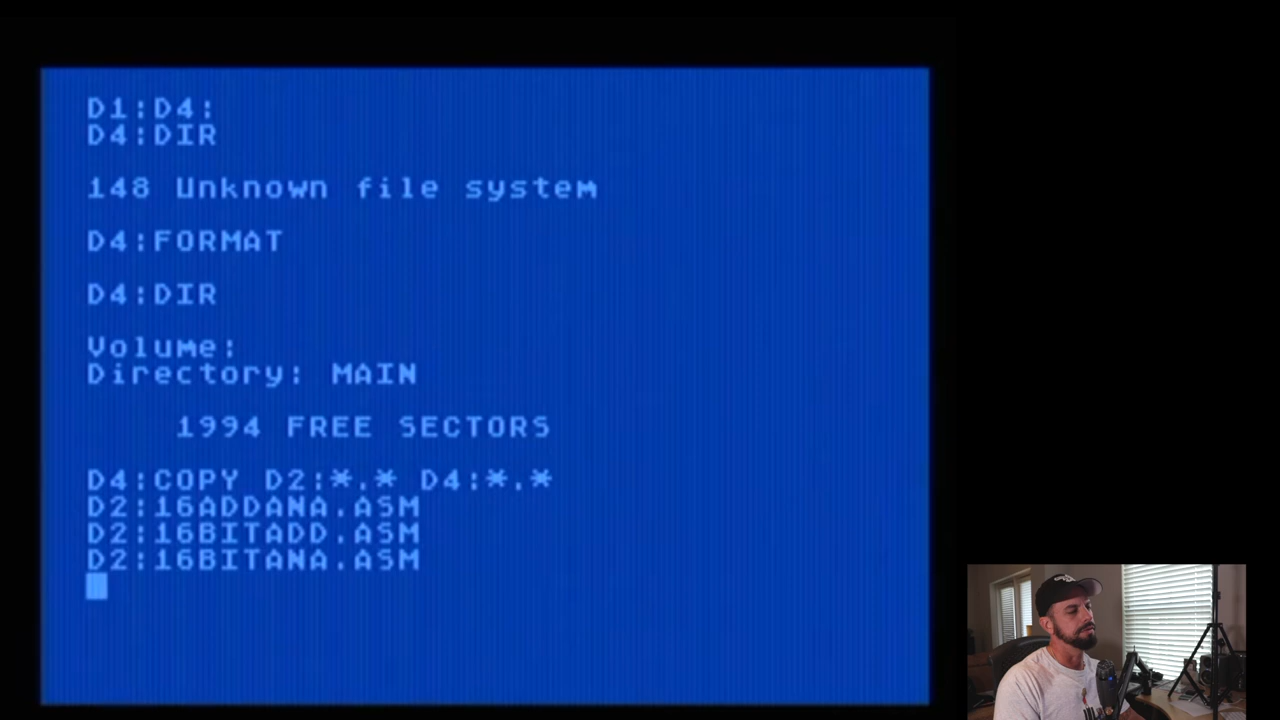 D1:D4:
D4:DIR
148 Unknown file system
D4:FORMAT
D4:DIR
Volume:
Directory: MAIN
1994 FREE SECTORS
D4:COPY D2:*.* D4:*.*
D2:16ADDANA.ASM
D2:16BITADD.ASM
D2:16BITANA.ASM